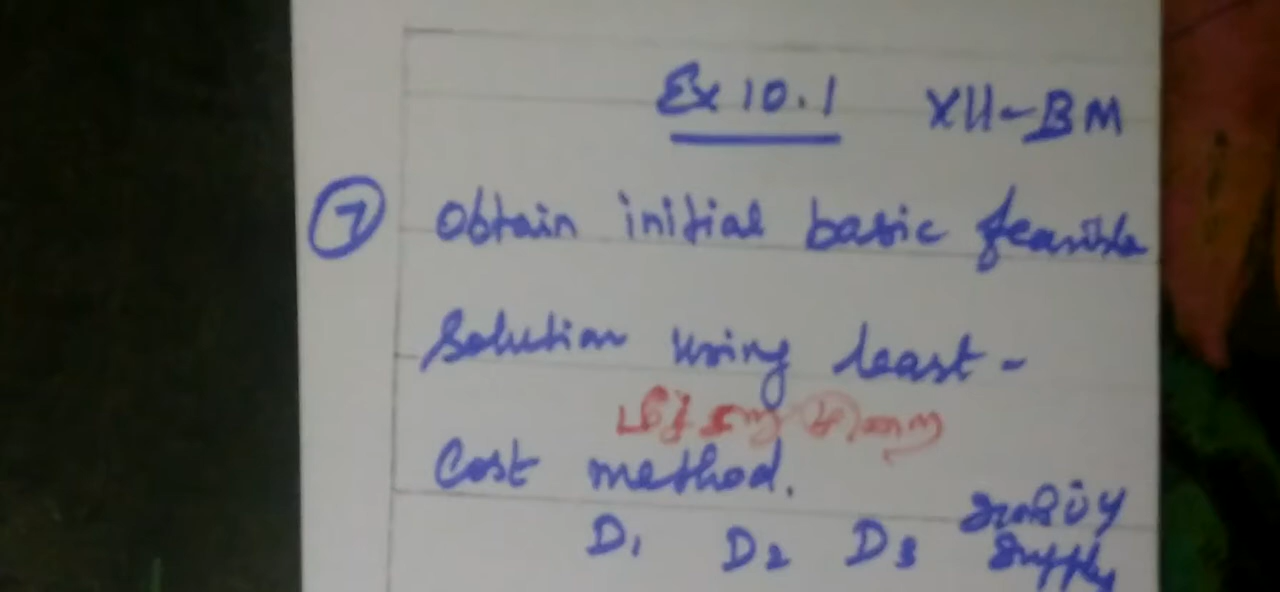 Ex 10.1 XII-BM
7 Obtain initial basic feasible
Solution using least-
Cost method.
அளிப்பு
D1 D2 D3 Supply